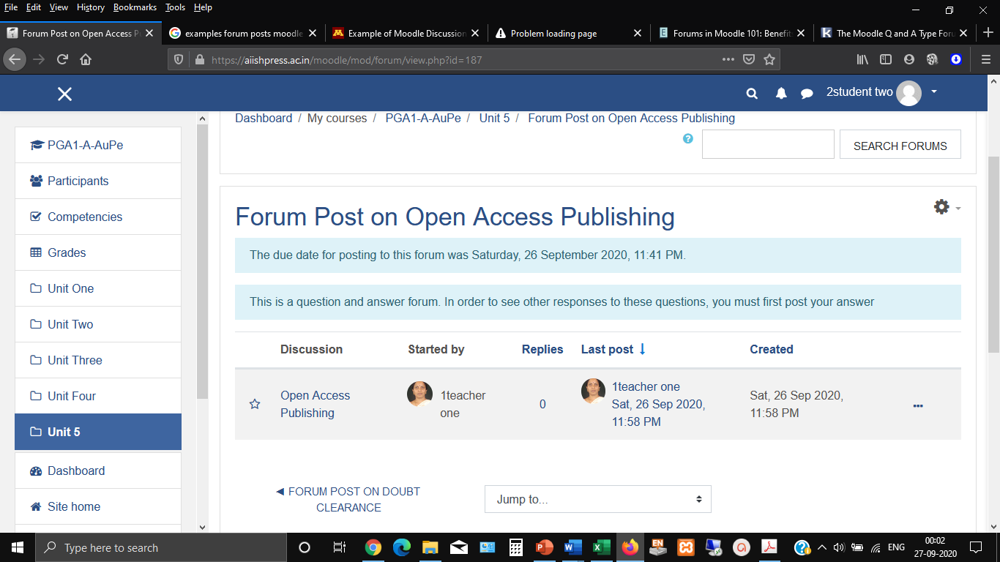 File Edit View History Bookmarks Tools Help
Forum Post on Open Access P
examples forum posts moodle
Example of Moodle Discussion
Problem loading page
Forums in Moodle 101: Benefit
The Moodle Q and A Type Foru
https://aiishpress.ac.in/moodle/mod/forum/view.php?id=187
2student two
Dashboard / My courses / PGA1-A-AuPe / Unit 5 / Forum Post on Open Access Publishing
SEARCH FORUMS
PGA1-A-AuPe
Participants
Competencies
Grades
Unit One
Unit Two
Unit Three
Unit Four
Unit 5
Dashboard
Site home
Forum Post on Open Access Publishing
The due date for posting to this forum was Saturday, 26 September 2020, 11:41 PM.
This is a question and answer forum. In order to see other responses to these questions, you must first post your answer
Discussion Started by Replies Last post Created
Open Access
Publishing
1teacher
one
0
1teacher one
Sat, 26 Sep 2020,
11:58 PM
Sat, 26 Sep 2020,
11:58 PM
◄ FORUM POST ON DOUBT
CLEARANCE
Jump to...
Type here to search
ENG
00:02
27-09-2020